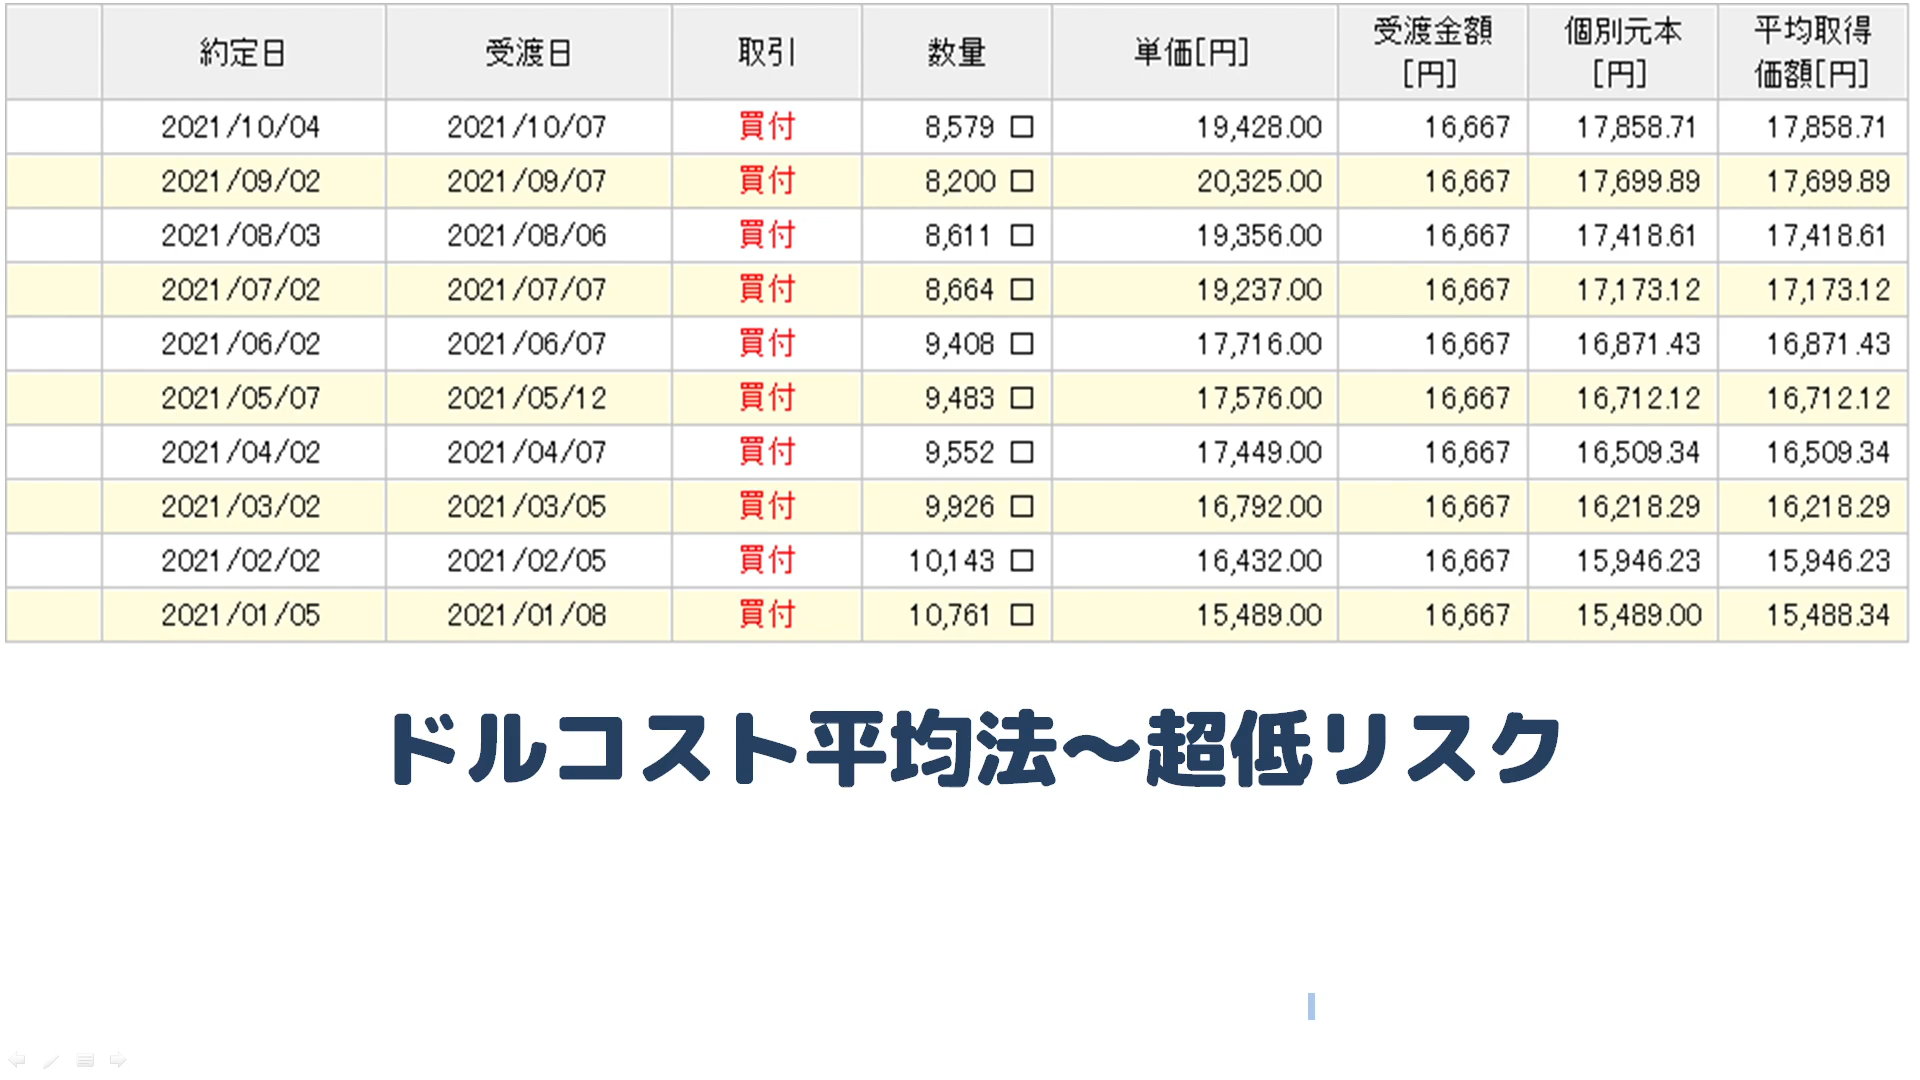 約定日 受渡日 取引 数量 単価[円] 受渡金額[円] 個別元本[円] 平均取得価額[円]
2021/10/04 2021/10/07 買付 8,579 口 19,428.00 16,667 17,858.71 17,858.71
2021/09/02 2021/09/07 買付 8,200 口 20,325.00 16,667 17,699.89 17,699.89
2021/08/03 2021/08/06 買付 8,611 口 19,356.00 16,667 17,418.61 17,418.61
2021/07/02 2021/07/07 買付 8,664 口 19,237.00 16,667 17,173.12 17,173.12
2021/06/02 2021/06/07 買付 9,408 口 17,716.00 16,667 16,871.43 16,871.43
2021/05/07 2021/05/12 買付 9,483 口 17,576.00 16,667 16,712.12 16,712.12
2021/04/02 2021/04/07 買付 9,552 口 17,449.00 16,667 16,509.34 16,509.34
2021/03/02 2021/03/05 買付 9,926 口 16,792.00 16,667 16,218.29 16,218.29
2021/02/02 2021/02/05 買付 10,143 口 16,432.00 16,667 15,946.23 15,946.23
2021/01/05 2021/01/08 買付 10,761 口 15,489.00 16,667 15,489.00 15,488.34
ドルコスト平均法～超低リスク